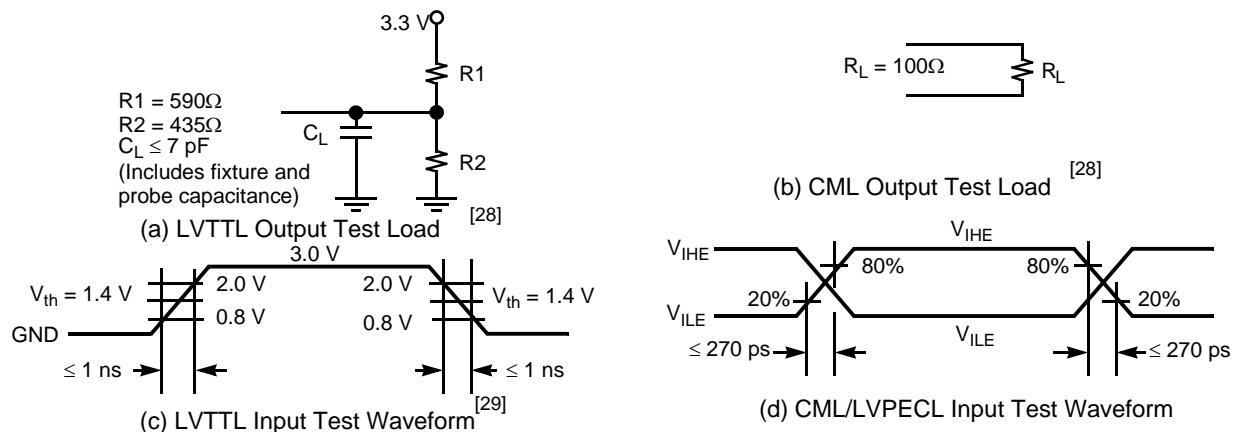 3.3 V
R1
R1 = 590Ω
R2 = 435Ω
C_L ≤ 7 pF
(Includes fixture and
probe capacitance)
C_L
R2
(a) LVTTL Output Test Load [28]
R_L = 100Ω
R_L
(b) CML Output Test Load [28]
3.0 V
V_th = 1.4 V
2.0 V
0.8 V
2.0 V
0.8 V
V_th = 1.4 V
GND
≤ 1 ns
≤ 1 ns
(c) LVTTL Input Test Waveform [29]
V_IHE
V_IHE
80%
80%
20%
20%
V_ILE
V_ILE
≤ 270 ps
≤ 270 ps
(d) CML/LVPECL Input Test Waveform